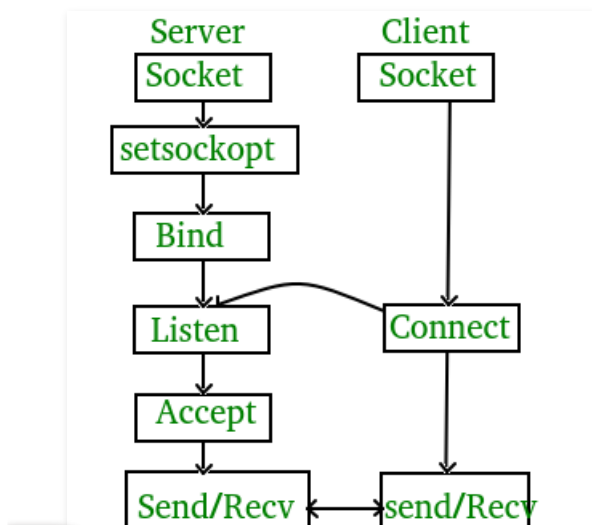 Server Client
Socket Socket
setsockopt
Bind
Listen Connect
Accept
Send/Recv send/Recv